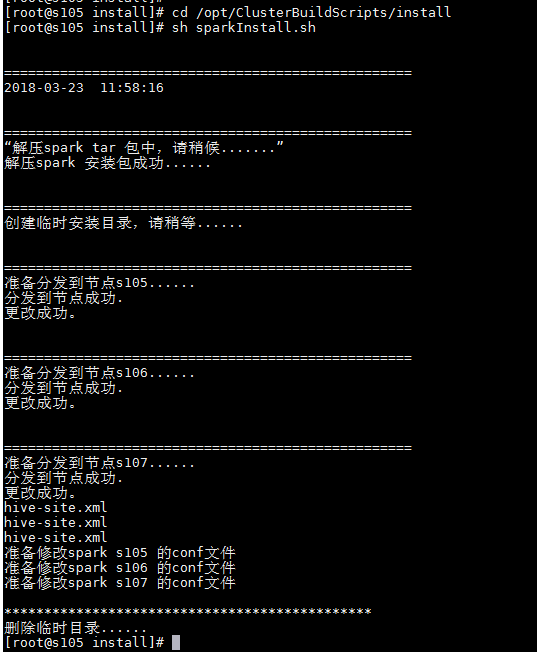 [root@s105 install]#
[root@s105 install]# cd /opt/ClusterBuildScripts/install
[root@s105 install]# sh sparkInstall.sh
===================================================
2018-03-23  11:58:16
===================================================
“解压spark tar 包中，请稍候.......”
解压spark 安装包成功......
===================================================
创建临时安装目录，请稍等......
===================================================
准备分发到节点s105......
分发到节点成功.
更改成功。
===================================================
准备分发到节点s106......
分发到节点成功.
更改成功。
===================================================
准备分发到节点s107......
分发到节点成功.
更改成功。
hive-site.xml
hive-site.xml
hive-site.xml
准备修改spark s105 的conf文件
准备修改spark s106 的conf文件
准备修改spark s107 的conf文件
**********************************************
删除临时目录......
[root@s105 install]#